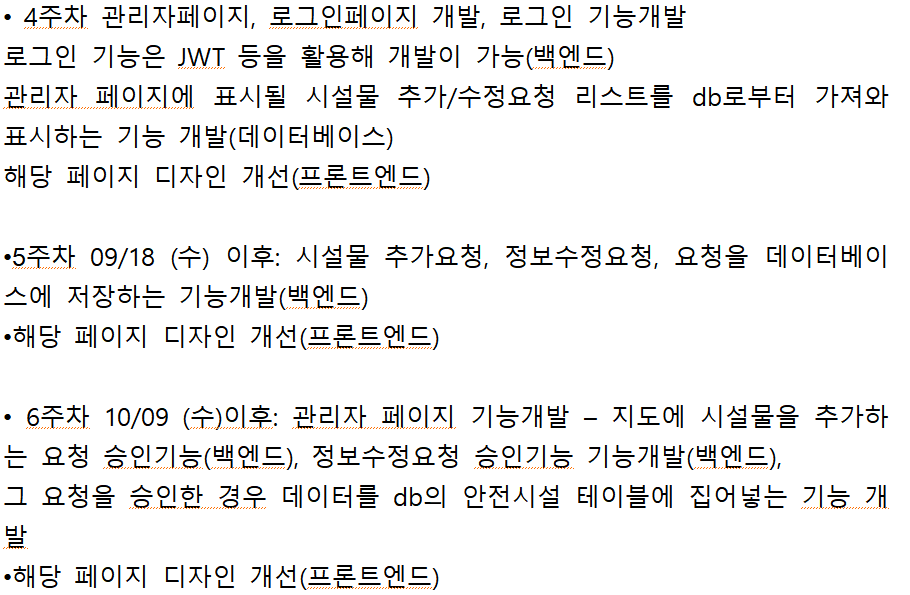 • 4주차 관리자페이지, 로그인페이지 개발, 로그인 기능개발
로그인 기능은 JWT 등을 활용해 개발이 가능(백엔드)
관리자 페이지에 표시될 시설물 추가/수정요청 리스트를 db로부터 가져와
표시하는 기능 개발(데이터베이스)
해당 페이지 디자인 개선(프론트엔드)
•5주차 09/18 (수) 이후: 시설물 추가요청, 정보수정요청, 요청을 데이터베이
스에 저장하는 기능개발(백엔드)
•해당 페이지 디자인 개선(프론트엔드)
• 6주차 10/09 (수)이후: 관리자 페이지 기능개발 – 지도에 시설물을 추가하
는 요청 승인기능(백엔드), 정보수정요청 승인기능 기능개발(백엔드),
그 요청을 승인한 경우 데이터를 db의 안전시설 테이블에 집어넣는 기능 개
발
•해당 페이지 디자인 개선(프론트엔드)